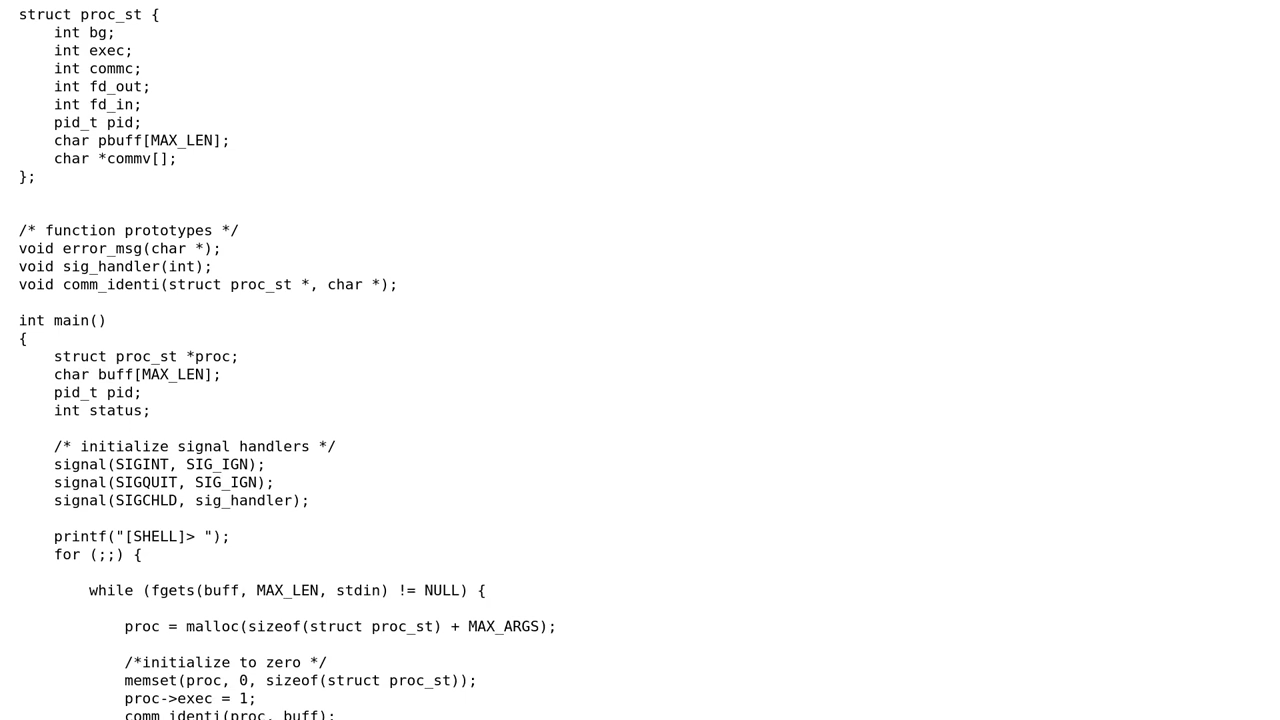 struct proc_st {
    int bg;
    int exec;
    int commc;
    int fd_out;
    int fd_in;
    pid_t pid;
    char pbuff[MAX_LEN];
    char *commv[];
};

/* function prototypes */
void error_msg(char *);
void sig_handler(int);
void comm_identi(struct proc_st *, char *);

int main()
{
    struct proc_st *proc;
    char buff[MAX_LEN];
    pid_t pid;
    int status;

    /* initialize signal handlers */
    signal(SIGINT, SIG_IGN);
    signal(SIGQUIT, SIG_IGN);
    signal(SIGCHLD, sig_handler);

    printf("[SHELL]> ");
    for (;;) {

        while (fgets(buff, MAX_LEN, stdin) != NULL) {

            proc = malloc(sizeof(struct proc_st) + MAX_ARGS);

            /*initialize to zero */
            memset(proc, 0, sizeof(struct proc_st));
            proc->exec = 1;
            comm_identi(proc, buff);